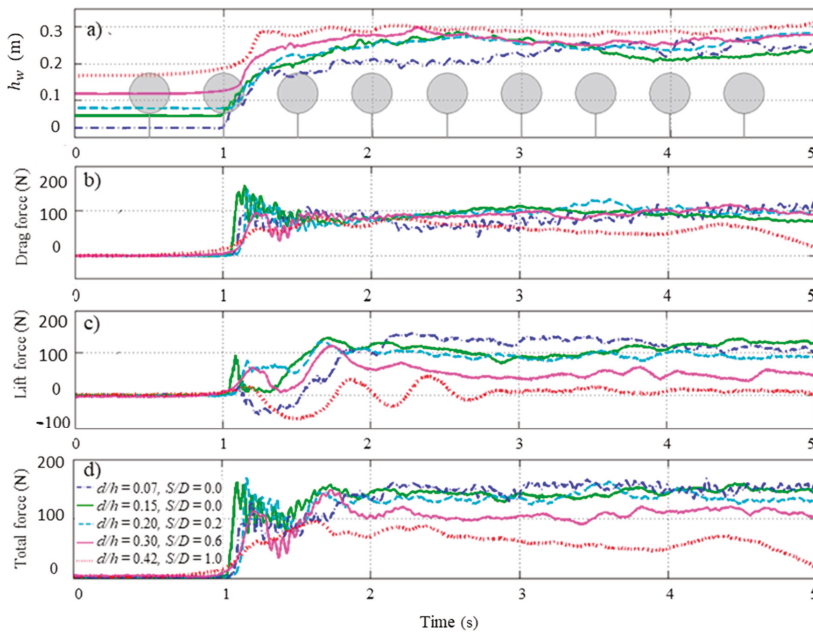 a)
h_w (m)
0.3
0.2
0.1
0
0 1 2 3 4 5
b)
Drag force (N)
200
100
0
0 1 2 3 4 5
c)
Lift force (N)
200
100
0
-100
0 1 2 3 4 5
d)
Total force (N)
200
100
0
d/h = 0.07, S/D = 0.0
d/h = 0.15, S/D = 0.0
d/h = 0.20, S/D = 0.2
d/h = 0.30, S/D = 0.6
d/h = 0.42, S/D = 1.0
0 1 2 3 4 5
Time (s)